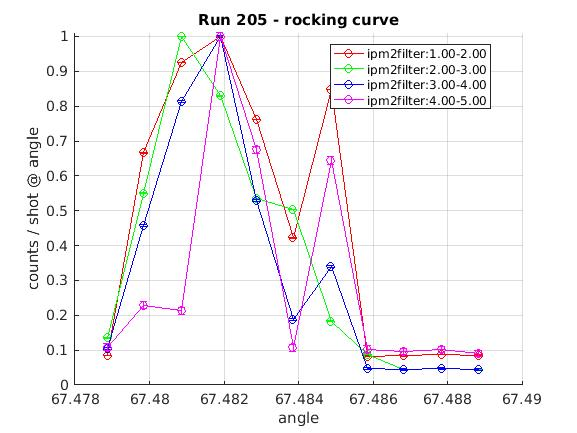 Run 205 - rocking curve
ipm2filter:1.00-2.00
ipm2filter:2.00-3.00
ipm2filter:3.00-4.00
ipm2filter:4.00-5.00
counts / shot @ angle
1
0.9
0.8
0.7
0.6
0.5
0.4
0.3
0.2
0.1
0
67.478
67.48
67.482
67.484
67.486
67.488
67.49
angle